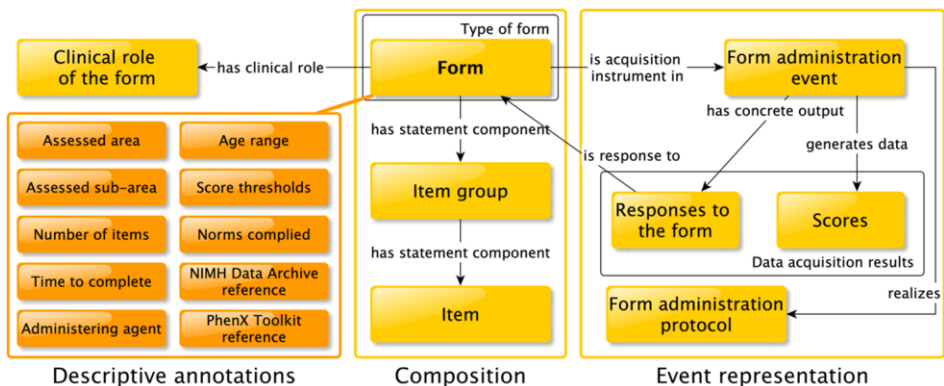 Type of form
Clinical role
of the form
has clinical role
Form
is acquisition
instrument in
Form administration
event
has concrete output
has statement component
generates data
is response to
Assessed area
Age range
Assessed sub-area
Score thresholds
Number of items
Norms complied
Time to complete
NIMH Data Archive
reference
Administering agent
PhenX Toolkit
reference
Item group
has statement component
Item
Responses to
the form
Scores
Data acquisition results
realizes
Form administration
protocol
Descriptive annotations
Composition
Event representation